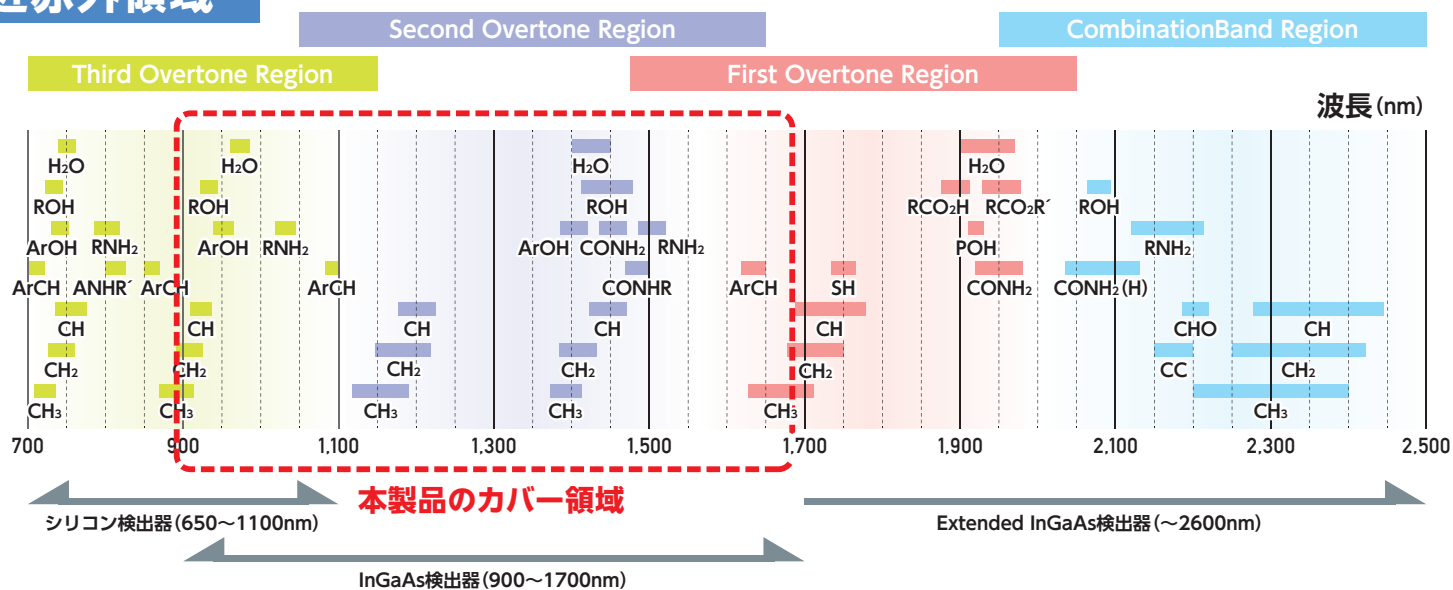 近赤外領域
Second Overtone Region
CombinationBand Region
Third Overtone Region
First Overtone Region
波長(nm)
H₂O H₂O H₂O H₂O
ROH ROH ROH RCO₂H RCO₂R´ ROH
ArOH RNH₂ ArOH RNH₂ ArOH CONH₂ RNH₂ POH RNH₂
ArCH ANHR´ ArCH ArCH CONHR ArCH SH CONH₂ CONH₂(H)
CH CH CH CH CH CHO CH
CH₂ CH₂ CH₂ CH₂ CH₂ CC CH₂
CH₃ CH₃ CH₃ CH₃ CH₃ CH₃
700 900 1,100 1,300 1,500 1,700 1,900 2,100 2,300 2,500
本製品のカバー領域
シリコン検出器(650～1100nm)
Extended InGaAs検出器(～2600nm)
InGaAs検出器(900～1700nm)